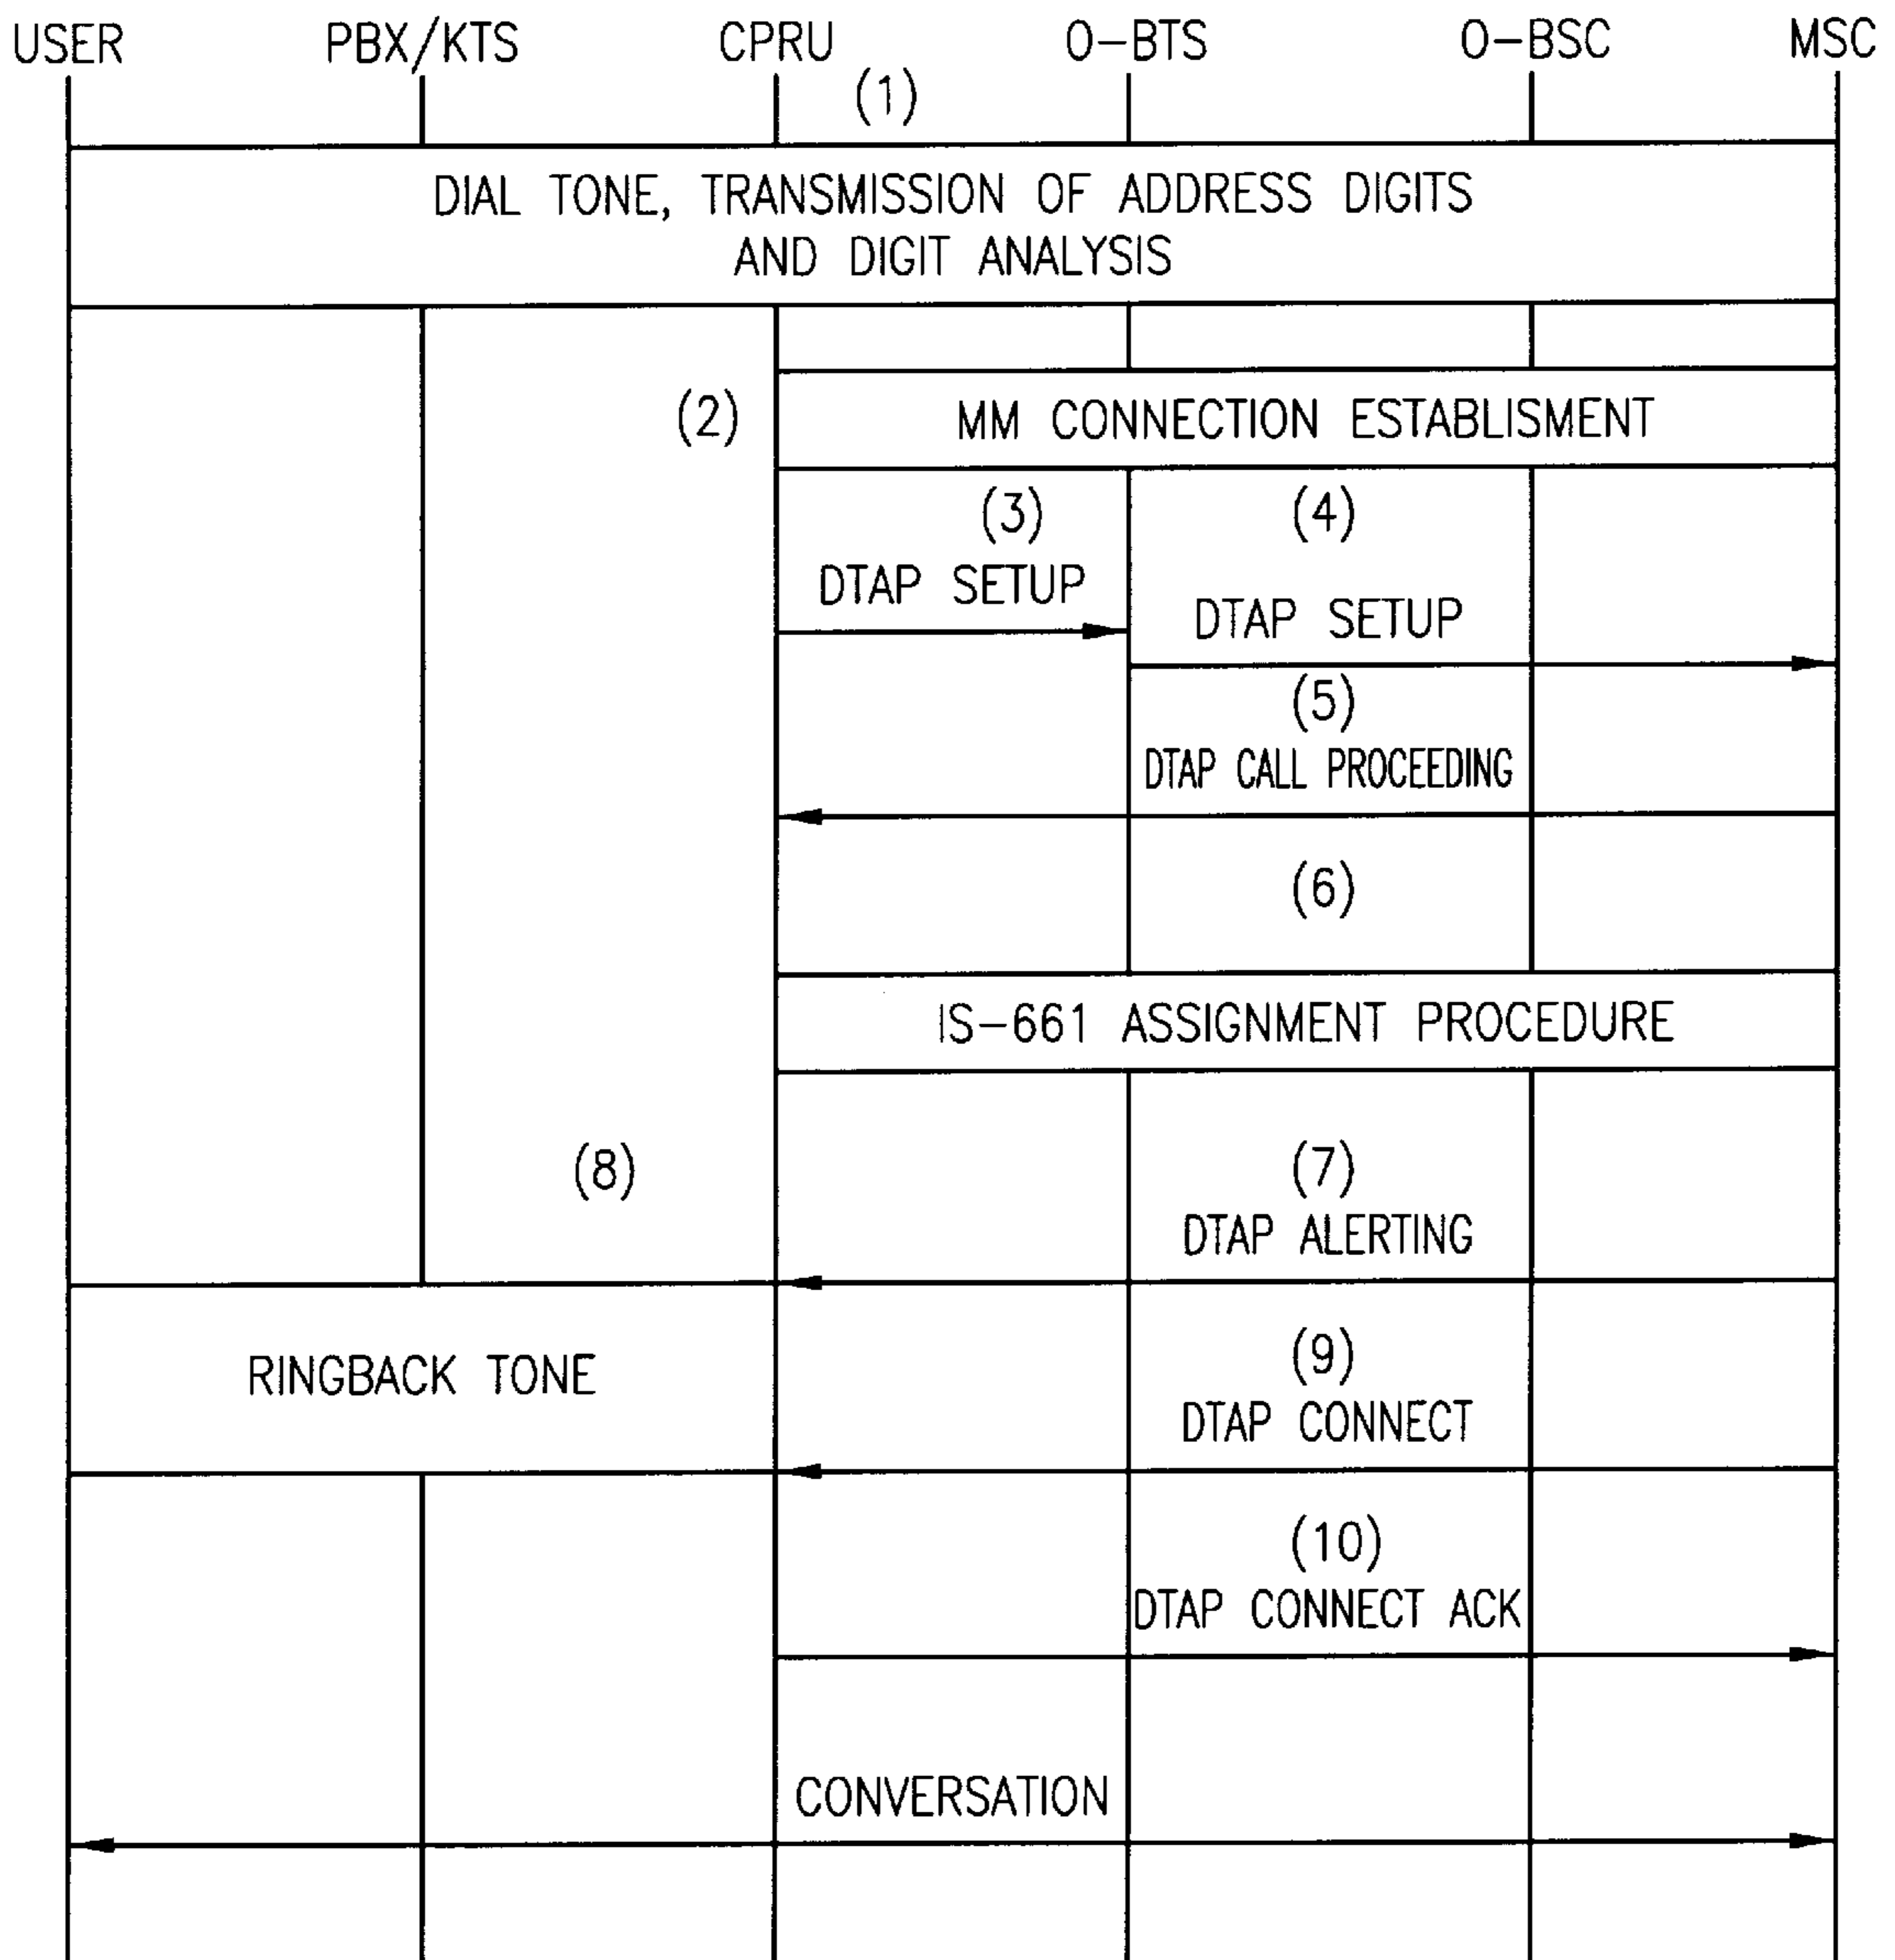 USER PBX/KTS CPRU O-BTS O-BSC MSC
(1)
DIAL TONE, TRANSMISSION OF ADDRESS DIGITS
AND DIGIT ANALYSIS
(2)
MM CONNECTION ESTABLISMENT
(3)
DTAP SETUP
(4)
DTAP SETUP
(5)
DTAP CALL PROCEEDING
(6)
IS-661 ASSIGNMENT PROCEDURE
(8)
(7)
DTAP ALERTING
RINGBACK TONE
(9)
DTAP CONNECT
(10)
DTAP CONNECT ACK
CONVERSATION